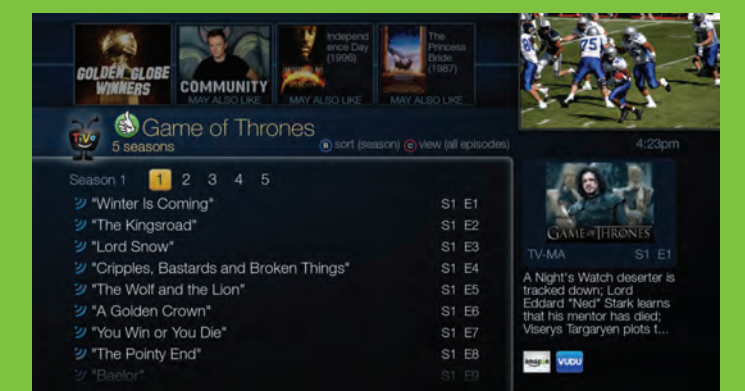 GOLDEN GLOBE
WINNERS
COMMUNITY
MAY ALSO LIKE
Independ
ence Day
(1996)
MAY ALSO LIKE
The
Princess
Bride
(1987)
MAY ALSO LIKE
TiVo
Game of Thrones
5 seasons
B sort (season) C view (all episodes)
4:23pm
Season 1 1 2 3 4 5
"Winter Is Coming" S1 E1
"The Kingsroad" S1 E2
"Lord Snow" S1 E3
"Cripples, Bastards and Broken Things" S1 E4
"The Wolf and the Lion" S1 E5
"A Golden Crown" S1 E6
"You Win or You Die" S1 E7
"The Pointy End" S1 E8
"Baelor" S1 E9
GAME OF THRONES
TV-MA S1 E1
A Night's Watch deserter is
tracked down; Lord
Eddard "Ned" Stark learns
that his mentor has died;
Viserys Targaryen plots t...
amazon
VUDU
75